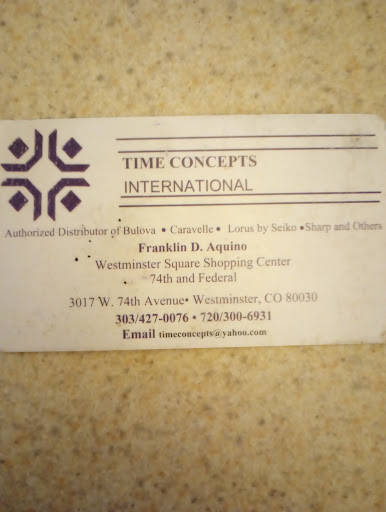 TIME CONCEPTS
INTERNATIONAL
Authorized Distributor of Bulova • Caravelle • Lorus by Seiko •Sharp and Others
Franklin D. Aquino
Westminster Square Shopping Center
74th and Federal
3017 W. 74th Avenue• Westminster, CO 80030
303/427-0076 • 720/300-6931
Email timeconcepts@yahoo.com